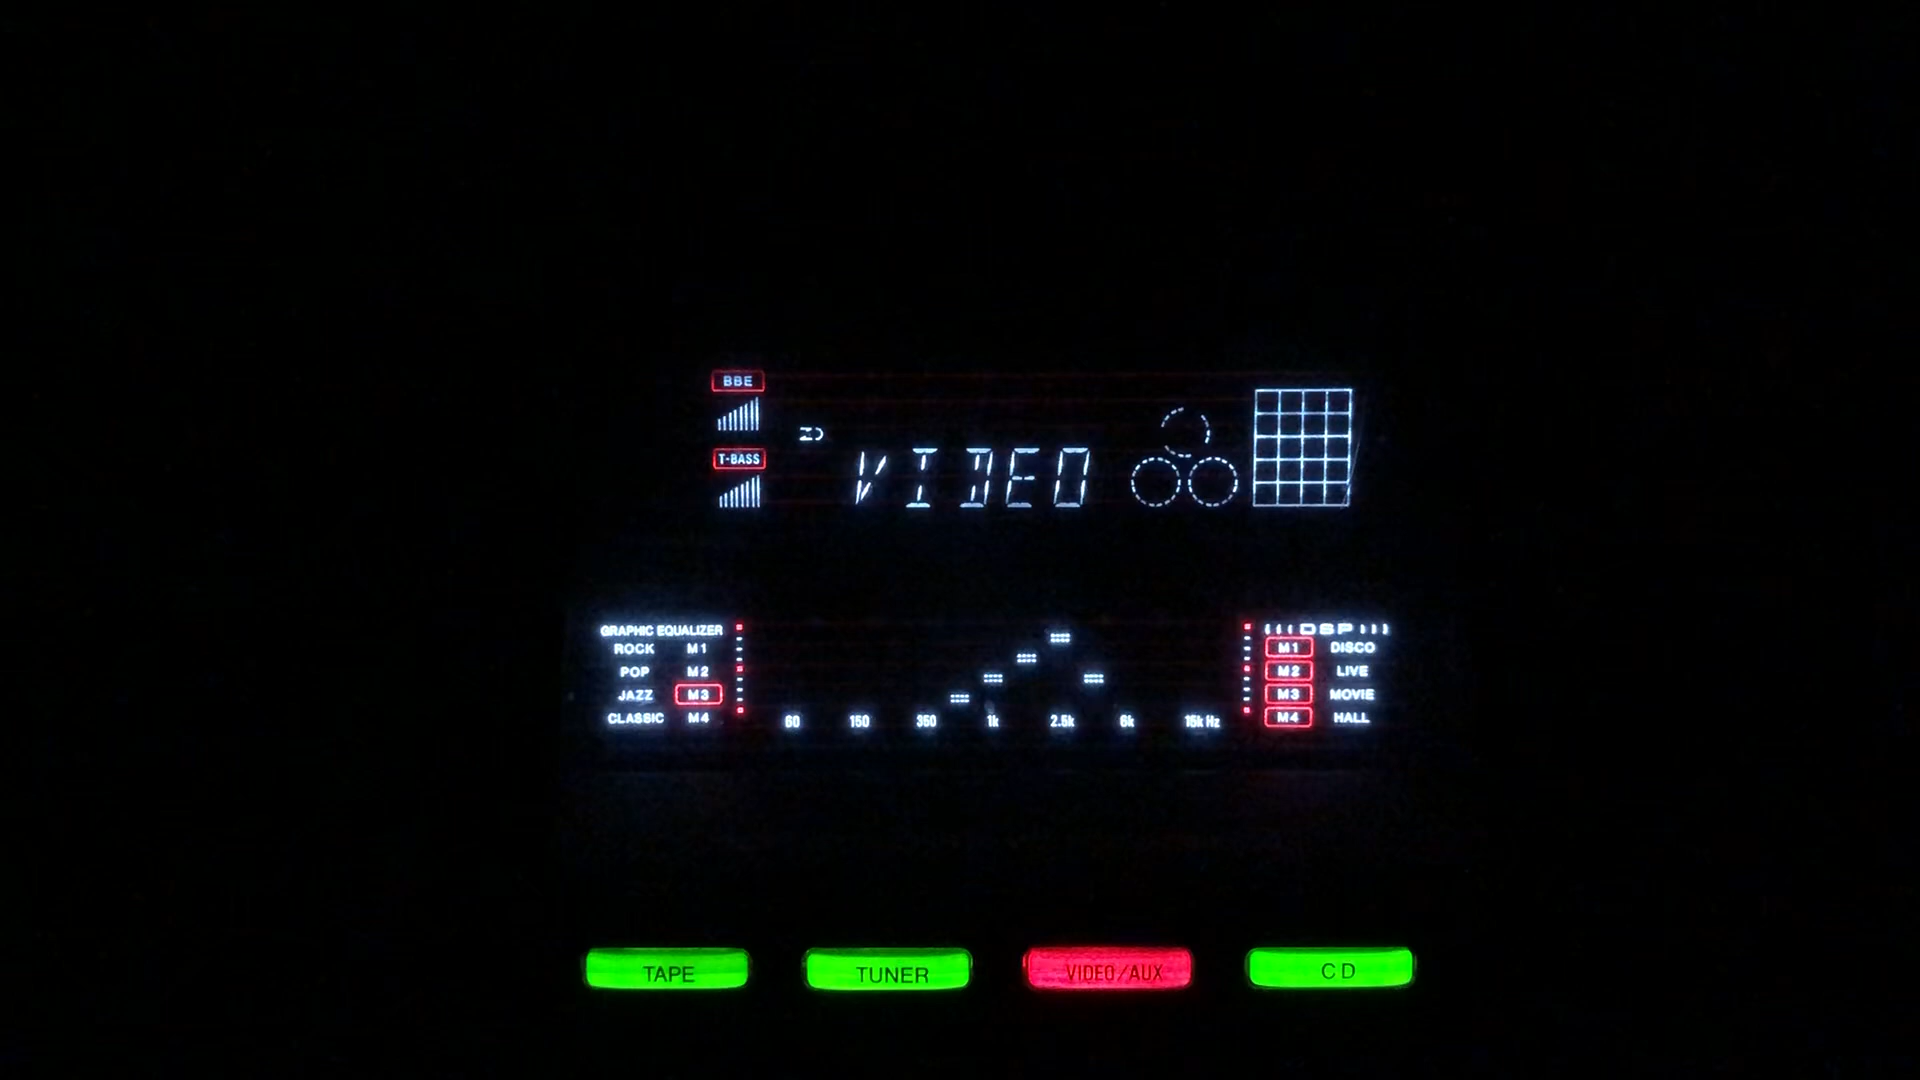 BBE
T-BASS
VIDEO
GRAPHIC EQUALIZER
ROCK M1
POP M2
JAZZ M3
CLASSIC M4
60 150 350 1k 2.5k 6k 15k Hz
DSP
M1 DISCO
M2 LIVE
M3 MOVIE
M4 HALL
TAPE TUNER VIDEO/AUX CD